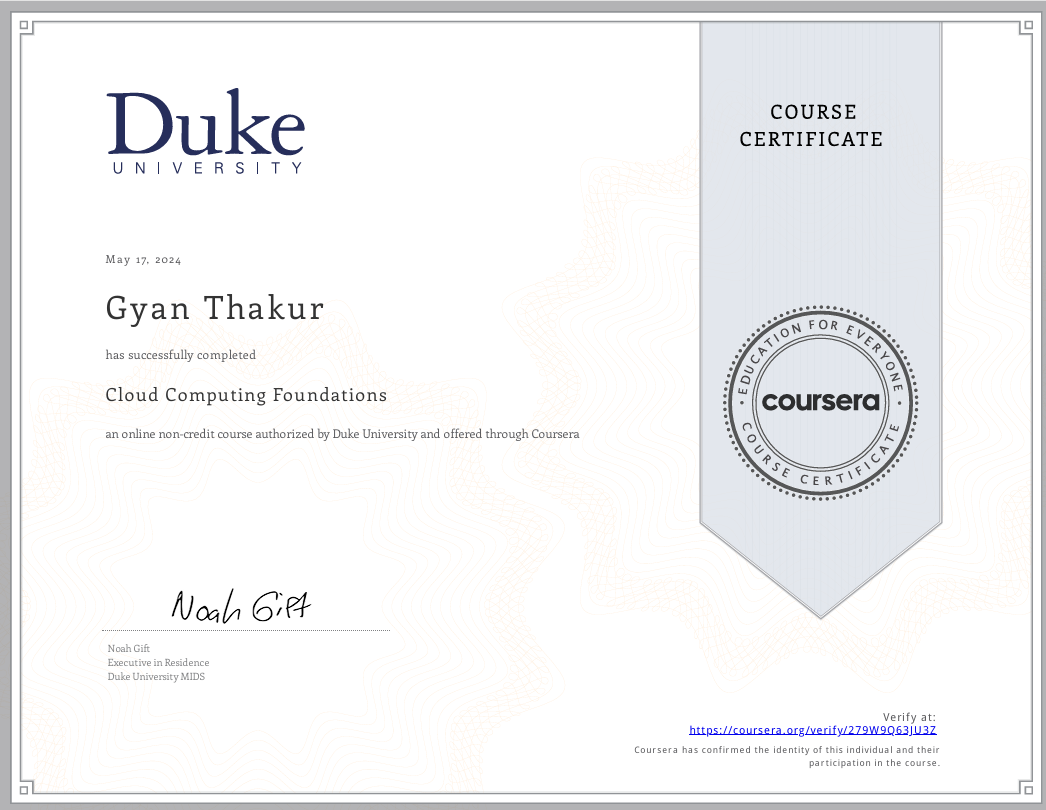 Duke
UNIVERSITY
COURSE
CERTIFICATE
May 17, 2024
Gyan Thakur
has successfully completed
Cloud Computing Foundations
an online non-credit course authorized by Duke University and offered through Coursera
EDUCATION FOR EVERYONE
coursera
COURSE CERTIFICATE
Noah Gift
Noah Gift
Executive in Residence
Duke University MIDS
Verify at:
https://coursera.org/verify/279W9Q63JU3Z
Coursera has confirmed the identity of this individual and their
participation in the course.